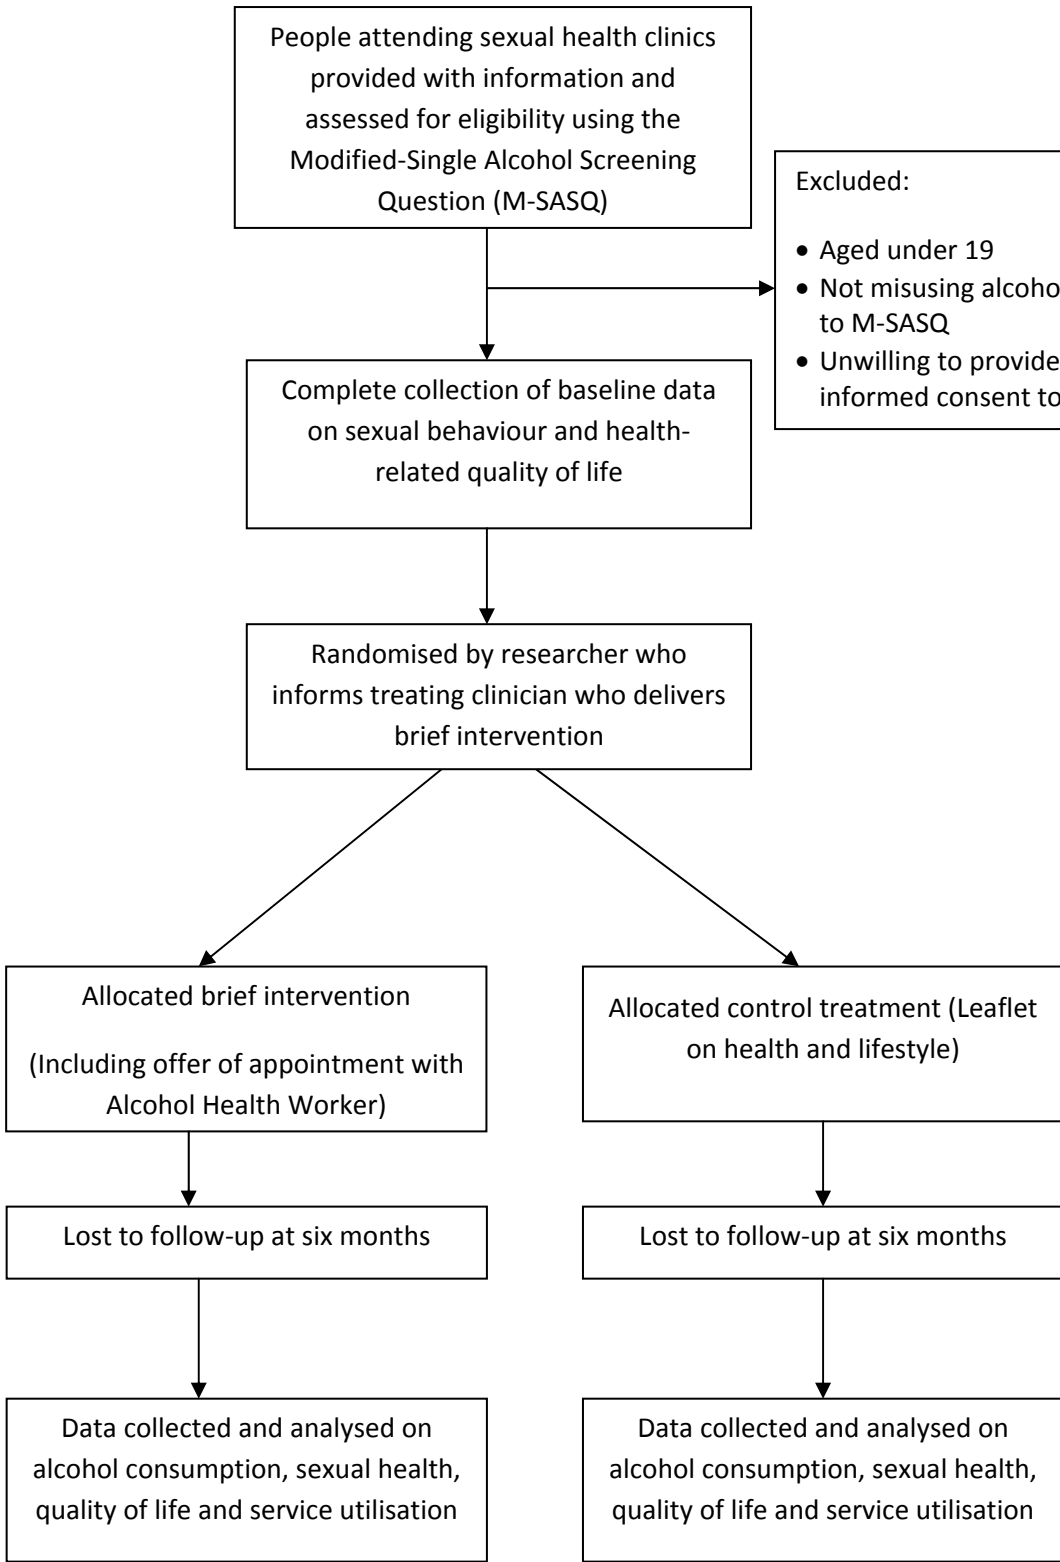 People attending sexual health clinics
provided with information and
assessed for eligibility using the
Modified-Single Alcohol Screening
Question (M-SASQ)
Excluded:
• Aged under 19
• Not misusing alcoho
to M-SASQ
• Unwilling to provide
informed consent to
Complete collection of baseline data
on sexual behaviour and health-
related quality of life
Randomised by researcher who
informs treating clinician who delivers
brief intervention
Allocated brief intervention
(Including offer of appointment with
Alcohol Health Worker)
Allocated control treatment (Leaflet
on health and lifestyle)
Lost to follow-up at six months
Lost to follow-up at six months
Data collected and analysed on
alcohol consumption, sexual health,
quality of life and service utilisation
Data collected and analysed on
alcohol consumption, sexual health,
quality of life and service utilisation